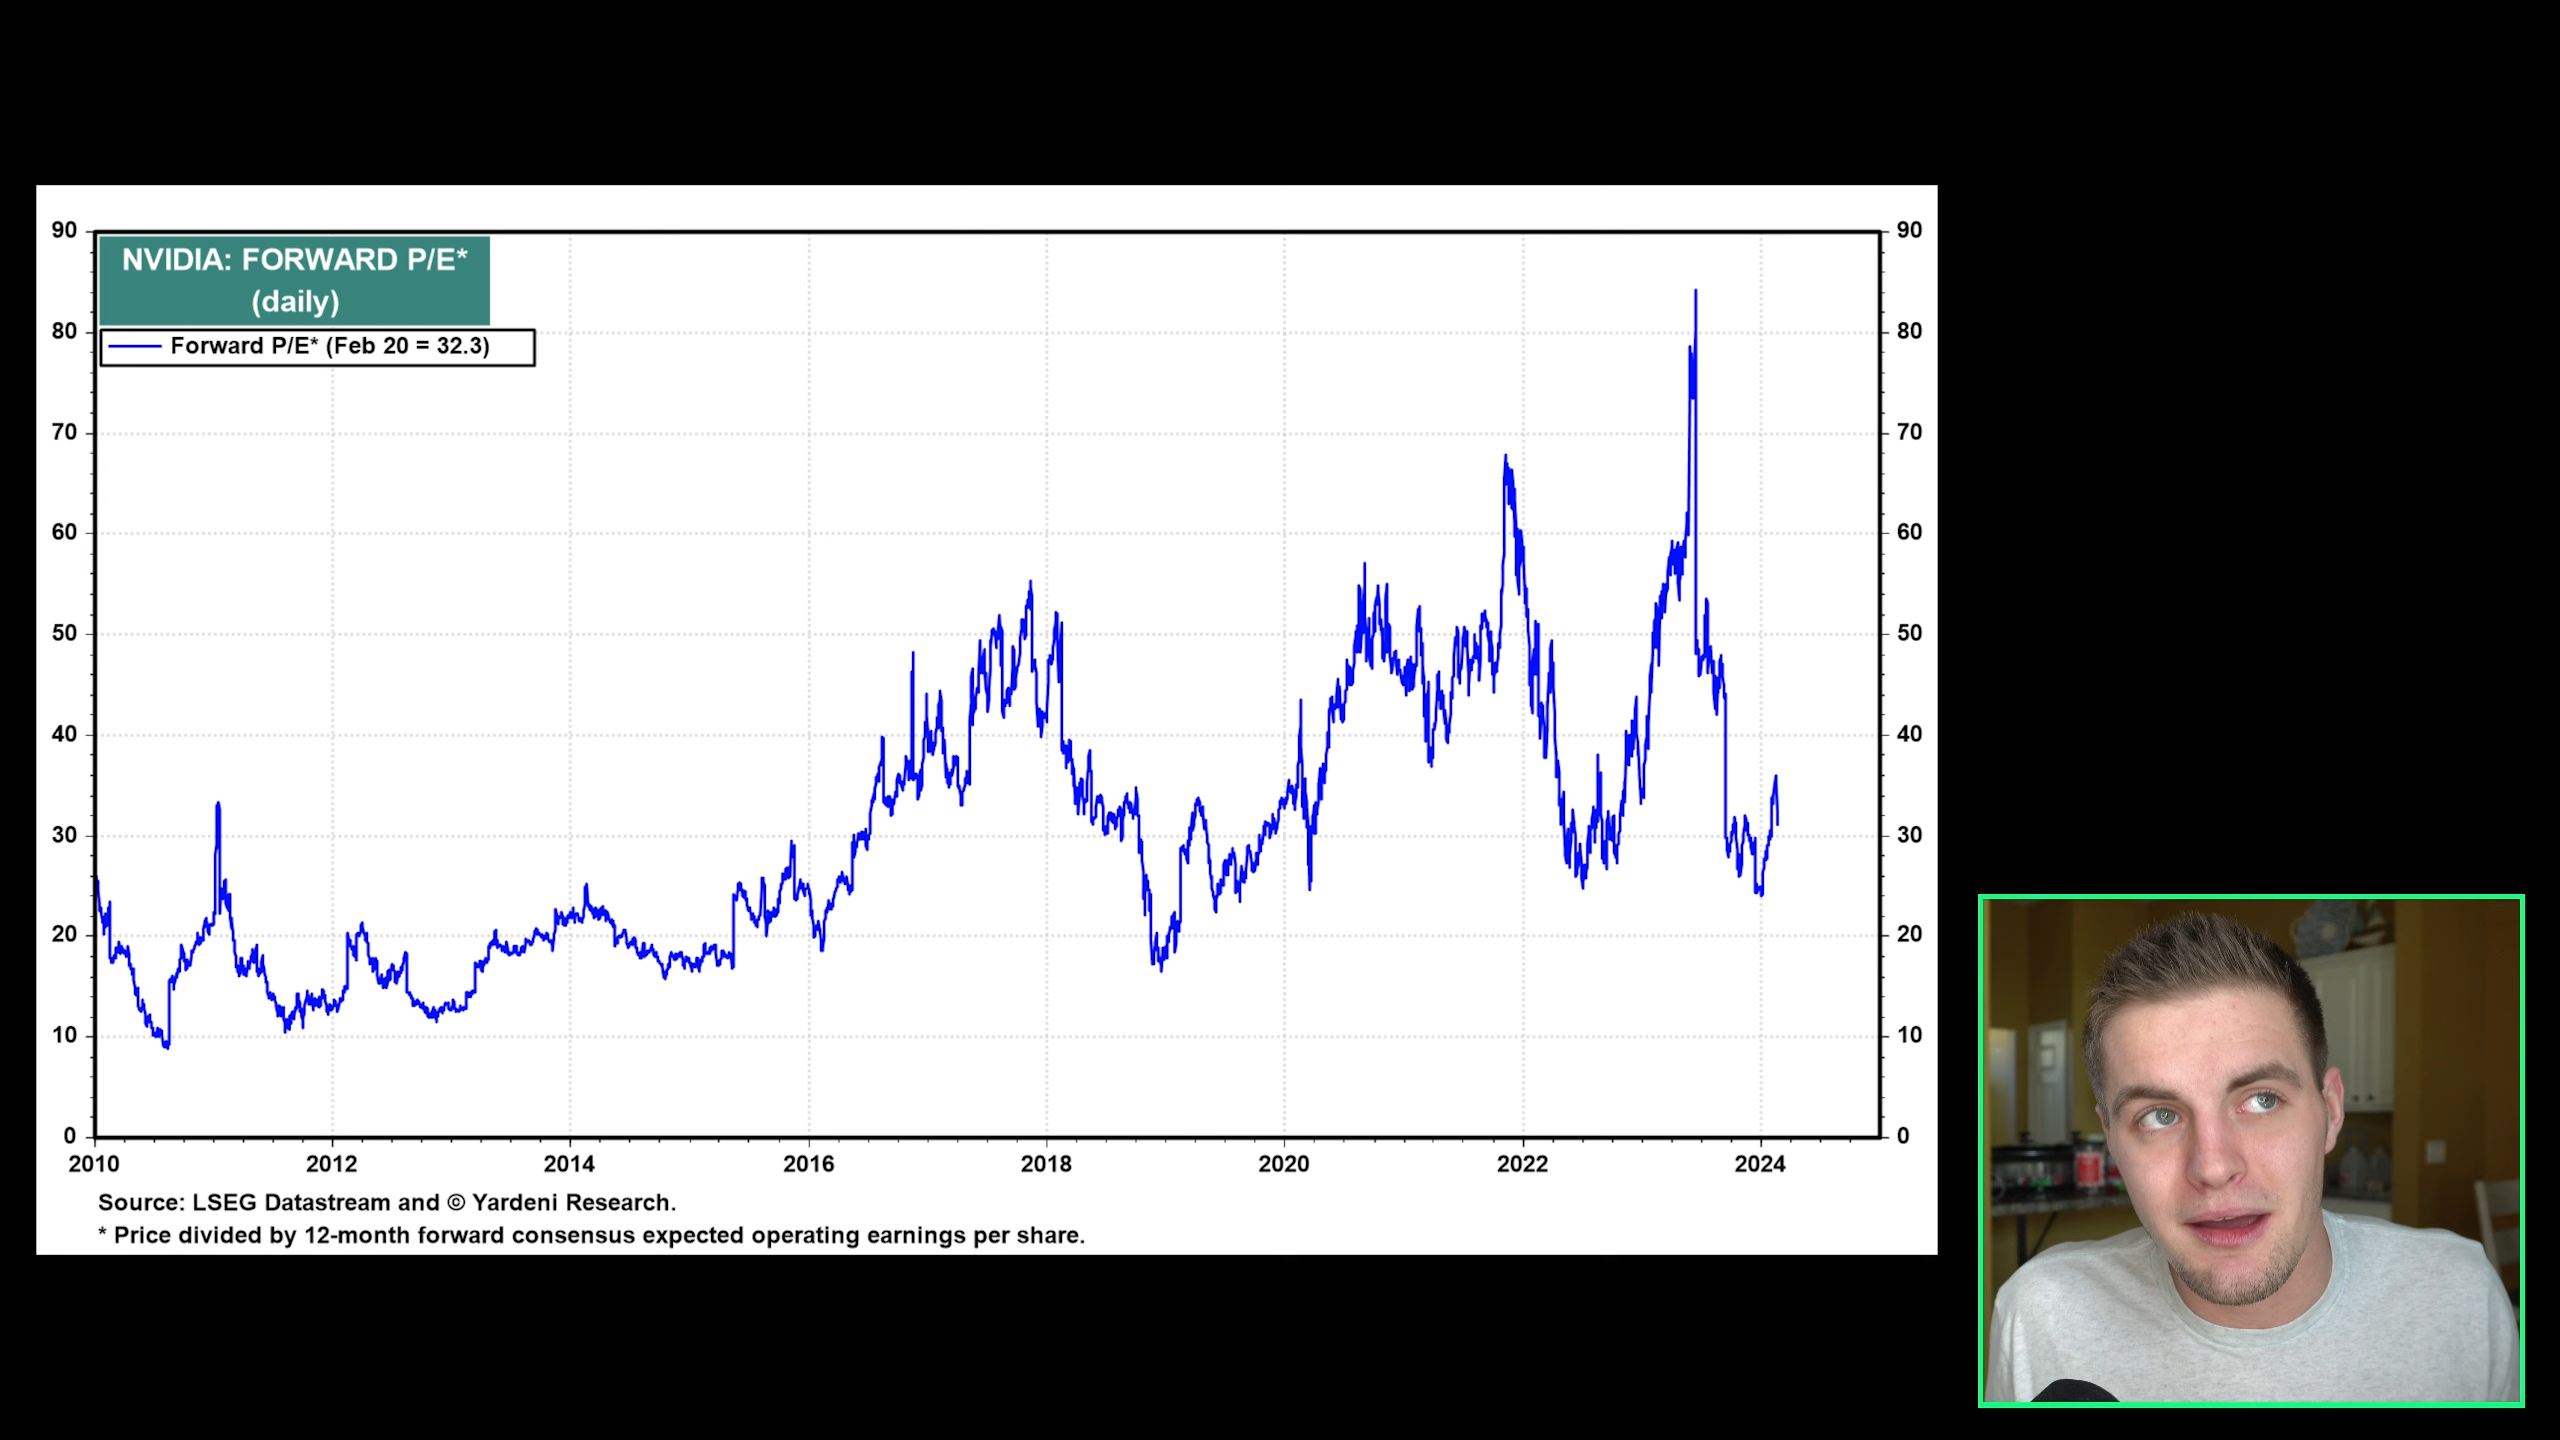 NVIDIA: FORWARD P/E*
(daily)
Forward P/E* (Feb 20 = 32.3)
90 90
80 80
70 70
60 60
50 50
40 40
30 30
20 20
10 10
0 0
2010 2012 2014 2016 2018 2020 2022 2024
Source: LSEG Datastream and © Yardeni Research.
* Price divided by 12-month forward consensus expected operating earnings per share.